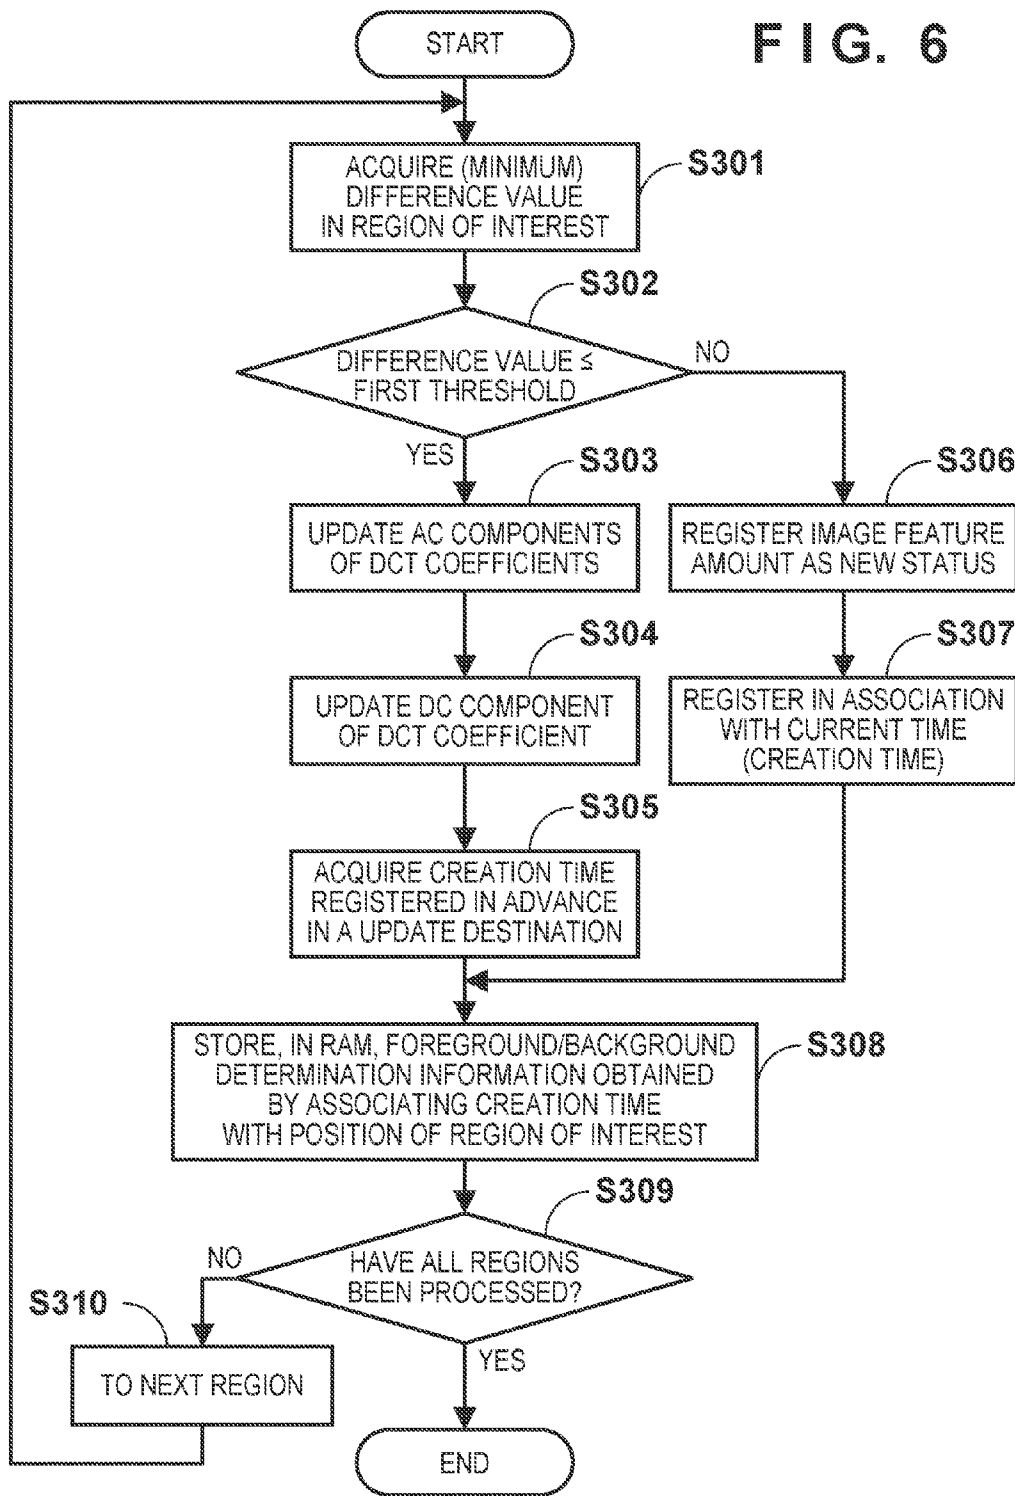 START
F I G. 6
ACQUIRE (MINIMUM)
DIFFERENCE VALUE
IN REGION OF INTEREST
S301
S302
DIFFERENCE VALUE ≤
FIRST THRESHOLD
NO
YES
S303
UPDATE AC COMPONENTS
OF DCT COEFFICIENTS
S306
REGISTER IMAGE FEATURE
AMOUNT AS NEW STATUS
S304
UPDATE DC COMPONENT
OF DCT COEFFICIENT
S307
REGISTER IN ASSOCIATION
WITH CURRENT TIME
(CREATION TIME)
S305
ACQUIRE CREATION TIME
REGISTERED IN ADVANCE
IN A UPDATE DESTINATION
STORE, IN RAM, FOREGROUND/BACKGROUND
DETERMINATION INFORMATION OBTAINED
BY ASSOCIATING CREATION TIME
WITH POSITION OF REGION OF INTEREST
S308
S309
HAVE ALL REGIONS
BEEN PROCESSED?
NO
S310
TO NEXT REGION
YES
END